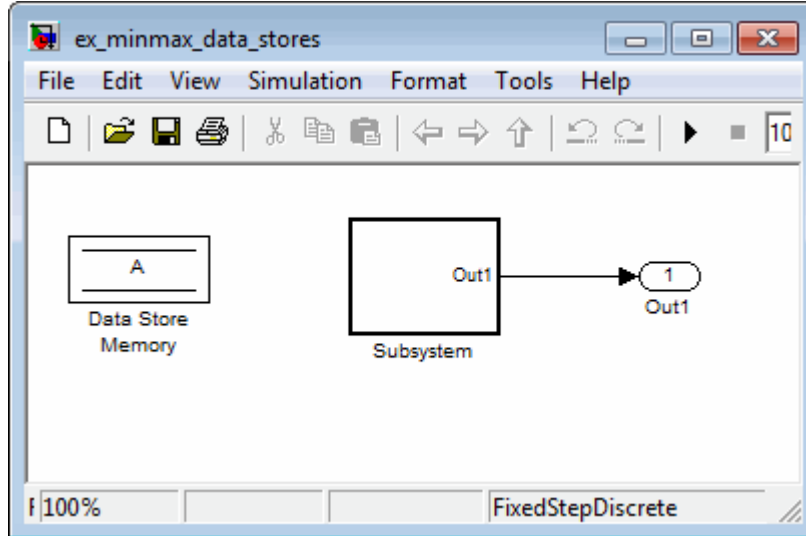 ex_minmax_data_stores
File Edit View Simulation Format Tools Help
10
A
Data Store
Memory
Out1
Subsystem
1
Out1
100%
FixedStepDiscrete